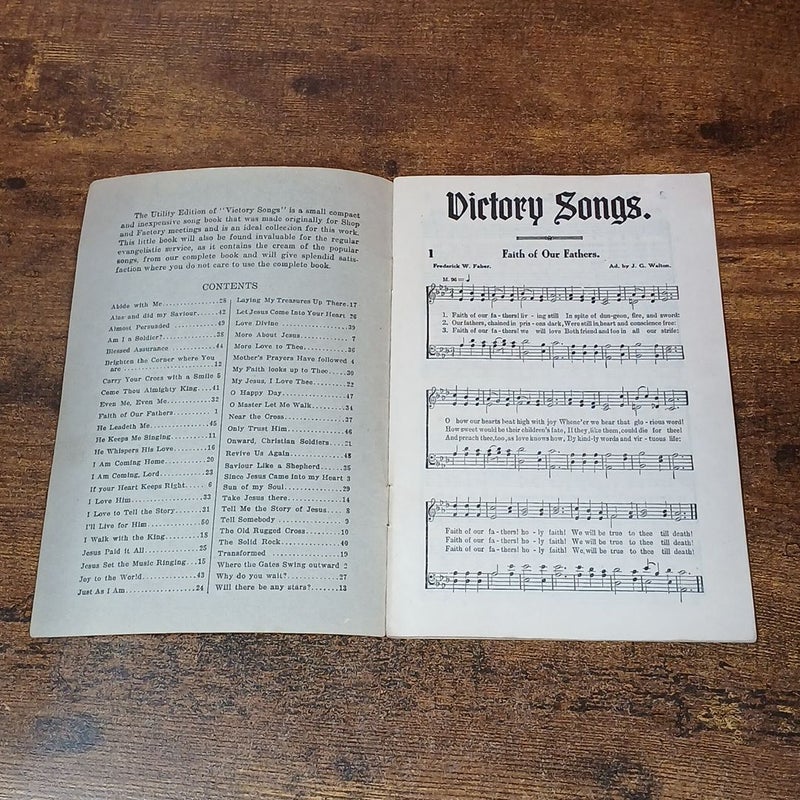 The Utility Edition of "Victory Songs" is a small compact
and inexpensive song book that was made originally for Shop
and Factory meetings and is an ideal collection for this work.
This little book will also be found invaluable for the regular
evangelistic service, as it contains the cream of the popular
songs, from our complete book and will give splendid satis-
faction where you do not care to use the complete book.
CONTENTS
Abide with Me 28
Alas and did my Saviour 42
Almost Persuaded 49
Am I a Soldier? 36
Blessed Assurance 44
Brighten the Corner where You
are 12
Carry Your Cross with a Smile 5
Come Thou Almighty King 41
Even Me, Even Me 32
Faith of Our Fathers 1
He Leadeth Me 45
He Keeps Me Singing 11
He Whispers His Love 16
I Am Coming Home 20
I Am Coming, Lord 23
If your Heart Keeps Right 6
I Love Him 33
I Love to Tell the Story 31
I'll Live for Him 50
I Walk with the King 18
Jesus Paid it All 25
Jesus Set the Music Ringing 15
Joy to the World 43
Just As I Am 24
Laying My Treasures Up There 17
Let Jesus Come Into Your Heart 26
Love Divine 39
More About Jesus 7
More Love to Thee 36
Mother's Prayers Have followed 4
My Faith looks up to Thee 30
My Jesus, I Love Thee 22
O Happy Day 47
O Master Let Me Walk 34
Near the Cross 37
Only Trust Him 46
Onward, Christian Soldiers 21
Revive Us Again 48
Saviour Like a Shepherd 35
Since Jesus Came into my Heart 3
Sun of my Soul 29
Take Jesus there 14
Tell Me the Story of Jesus 8
Tell Somebody 9
The Old Rugged Cross 10
The Solid Rock 40
Transformed 19
Where the Gates Swing outward 2
Why do you wait? 27
Will there be any stars? 13
Victory Songs.
1 Faith of Our Fathers.
Frederick W. Faber. Ad. by J. G. Walton.
M. 96 =
1. Faith of our fa-thers! liv-ing still In spite of dun-geon, fire, and sword:
2. Our fathers, chained in pris-ons dark, Were still in heart and conscience free:
3. Faith of our fa-thers! we will love Both friend and foe in all our strife:
O how our hearts beat high with joy Whene'er we hear that glo-rious word!
How sweet would be their children's fate, If they, like them, could die for thee!
And preach thee, too, as love knows how, By kind-ly words and vir-tuous life:
Faith of our fa-thers! ho-ly faith! We will be true to thee till death!
Faith of our fa-thers! ho-ly faith! We will be true to thee till death!
Faith of our fa-thers! ho-ly faith! We will be true to thee till death!